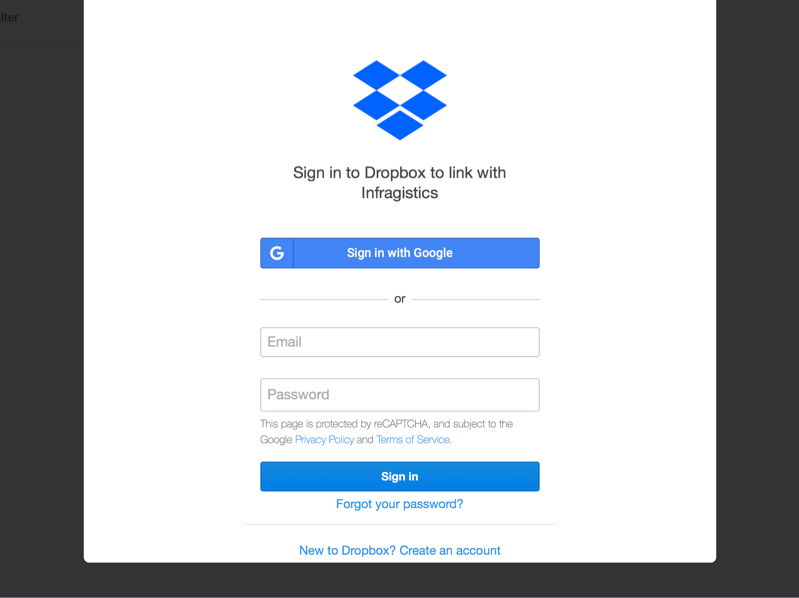 lter
Sign in to Dropbox to link with
Infragistics
G
Sign in with Google
or
Email
Password
This page is protected by reCAPTCHA, and subject to the
Google Privacy Policy and Terms of Service.
Sign in
Forgot your password?
New to Dropbox? Create an account